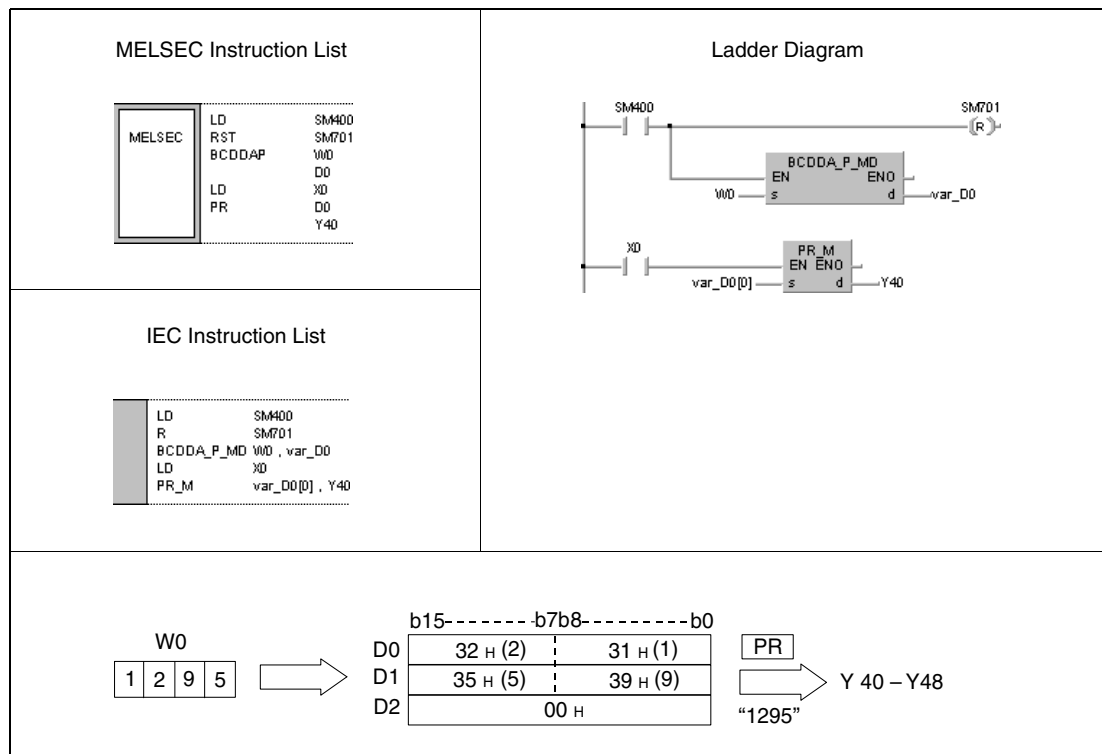 MELSEC Instruction List
MELSEC
LD SM400
RST SM701
BCDDAP W0
D0
LD X0
PR D0
Y40
Ladder Diagram
SM400 SM701
R
BCDDA_P_MD
EN ENO
W0 s d var_D0
X0
PR_M
EN ENO
var_D0[0] s d Y40
IEC Instruction List
LD SM400
R SM701
BCDDA_P_MD W0 , var_D0
LD X0
PR_M var_D0[0] , Y40
W0
1 2 9 5
b15-------b7b8---------b0
D0 32 H (2) 31 H (1)
D1 35 H (5) 39 H (9)
D2 00 H
PR
"1295"
Y 40 – Y48